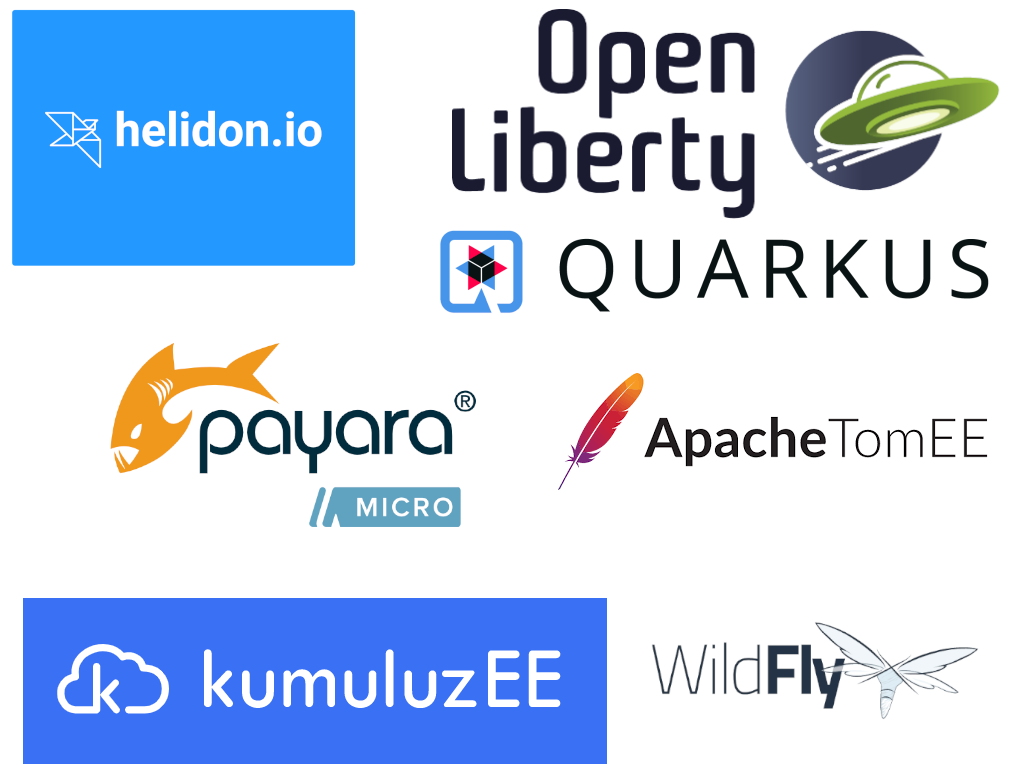 helidon.io
Open
Liberty
QUARKUS
payara®
MICRO
ApacheTomEE
k
kumuluzEE
WildFly